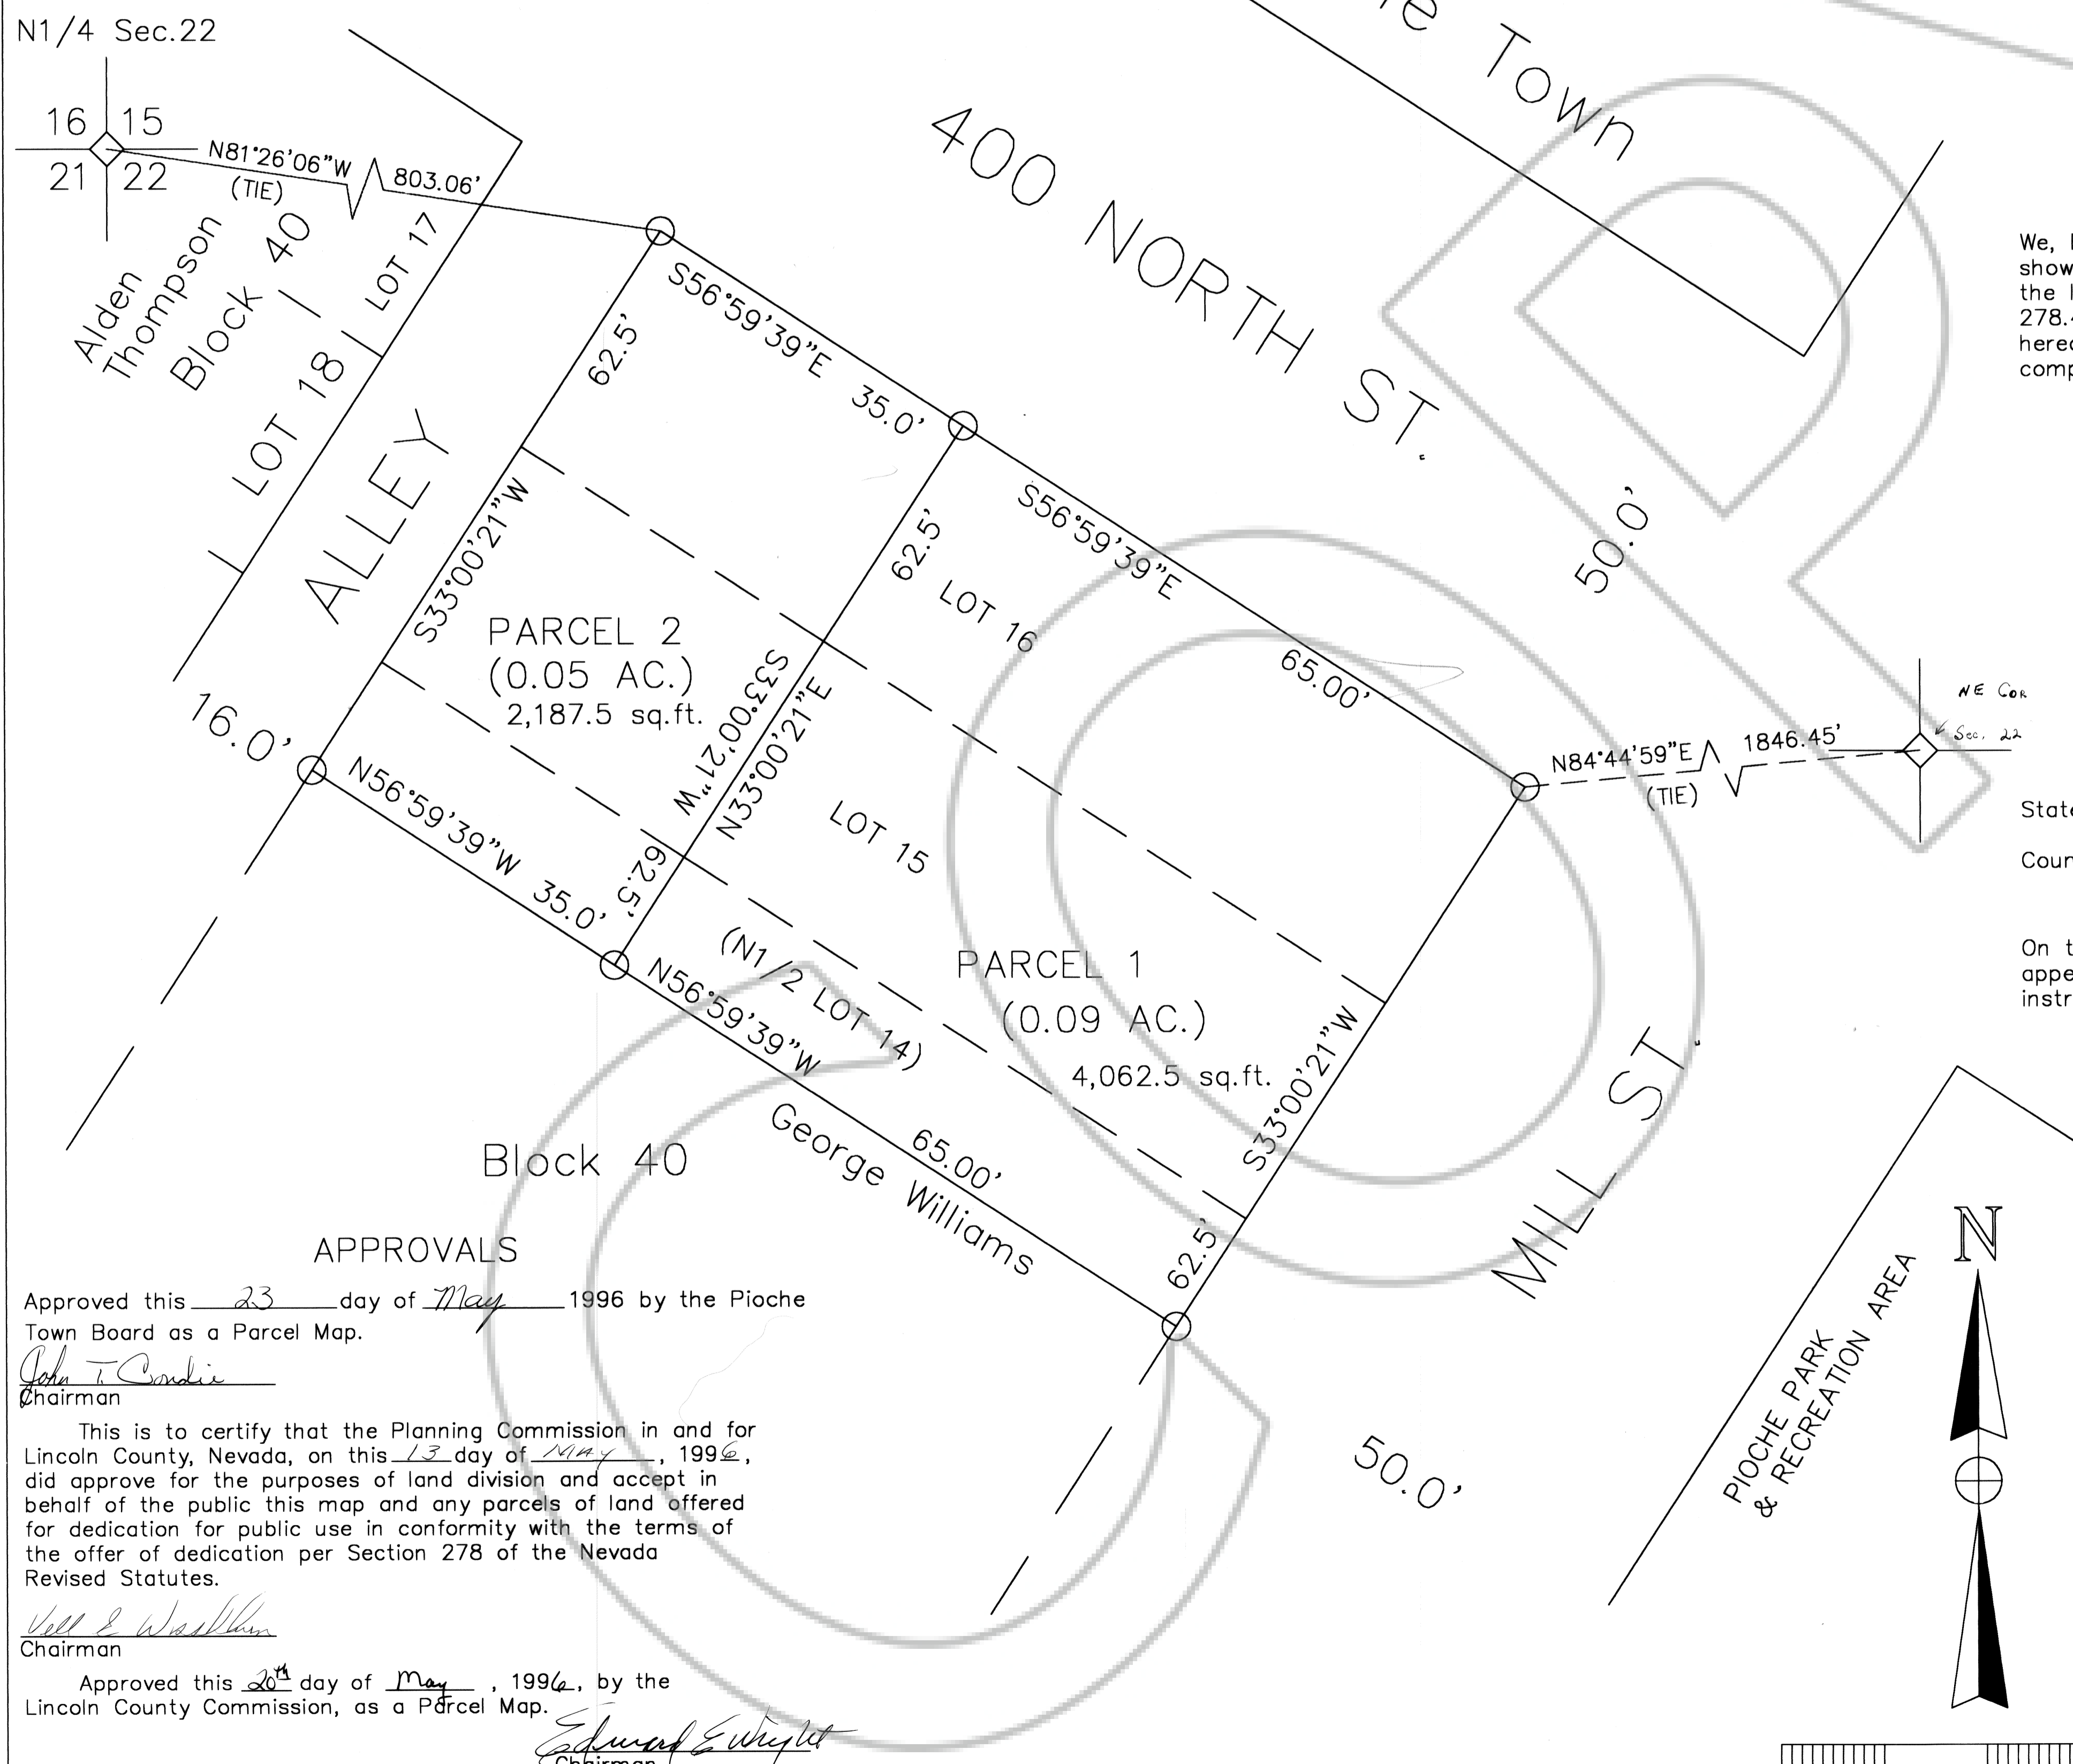 N1/4 Sec.22
16 15
21 22
N81°26'06"W
(TIE)
803.06'
Alden
Thompson
Block 40
LOT 17
LOT 18
ALLEY
16.0'
400 NORTH ST.
Town
50.0'
S56°59'39"E 35.0'
62.5'
S33°00'21"W
PARCEL 2
(0.05 AC.)
2,187.5 sq.ft.
62.5'
S33°00'21"W
N33°00'21"E
62.5'
N56°59'39"W 35.0'
S56°59'39"E
65.00'
LOT 16
LOT 15
(N1/2 LOT 14)
PARCEL 1
(0.09 AC.)
4,062.5 sq.ft.
S33°00'21"W
62.5'
N56°59'39"W
65.00'
George Williams
Block 40
N84°44'59"E
(TIE)
1846.45'
NE COR
Sec. 22
MILL ST.
50.0'
PIOCHE PARK
& RECREATION AREA
N
We,
the
278.
State
On t
APPROVALS
Approved this 23 day of May 1996 by the Pioche
Town Board as a Parcel Map.
John T. Condie
Chairman
This is to certify that the Planning Commission in and for
Lincoln County, Nevada, on this 13 day of MAY, 1996,
did approve for the purposes of land division and accept in
behalf of the public this map and any parcels of land offered
for dedication for public use in conformity with the terms of
the offer of dedication per Section 278 of the Nevada
Revised Statutes.
Chairman
Approved this 20th day of May, 1996, by the
Lincoln County Commission, as a Parcel Map.
Edward E Wright
Chairman